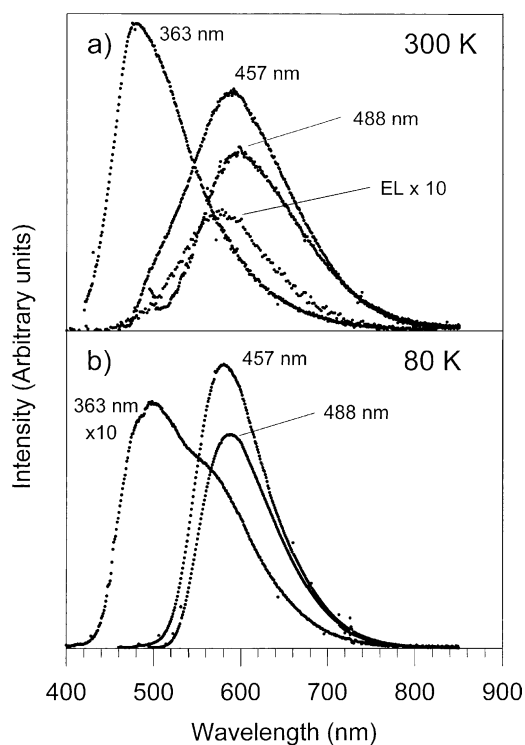 a)
363 nm
300 K
457 nm
488 nm
EL x 10
b)
457 nm
80 K
363 nm
x10
488 nm
Intensity (Arbitrary units)
400 500 600 700 800 900
Wavelength (nm)